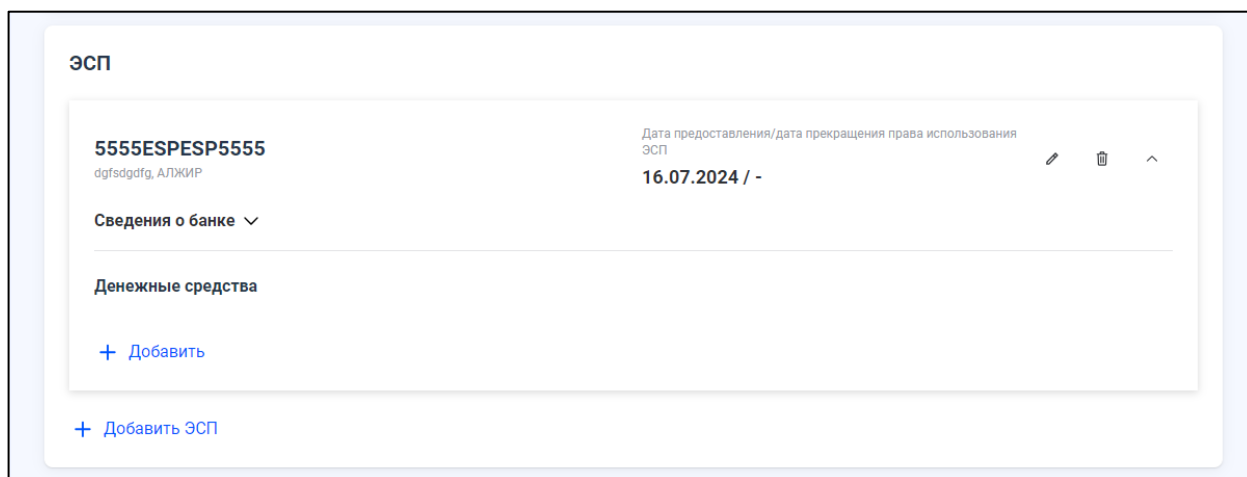 ЭСП
5555ESPESP5555
dgfsdgdfg, АЛЖИР
Дата предоставления/дата прекращения права использования
ЭСП
16.07.2024 / -
Сведения о банке
Денежные средства
+ Добавить
+ Добавить ЭСП